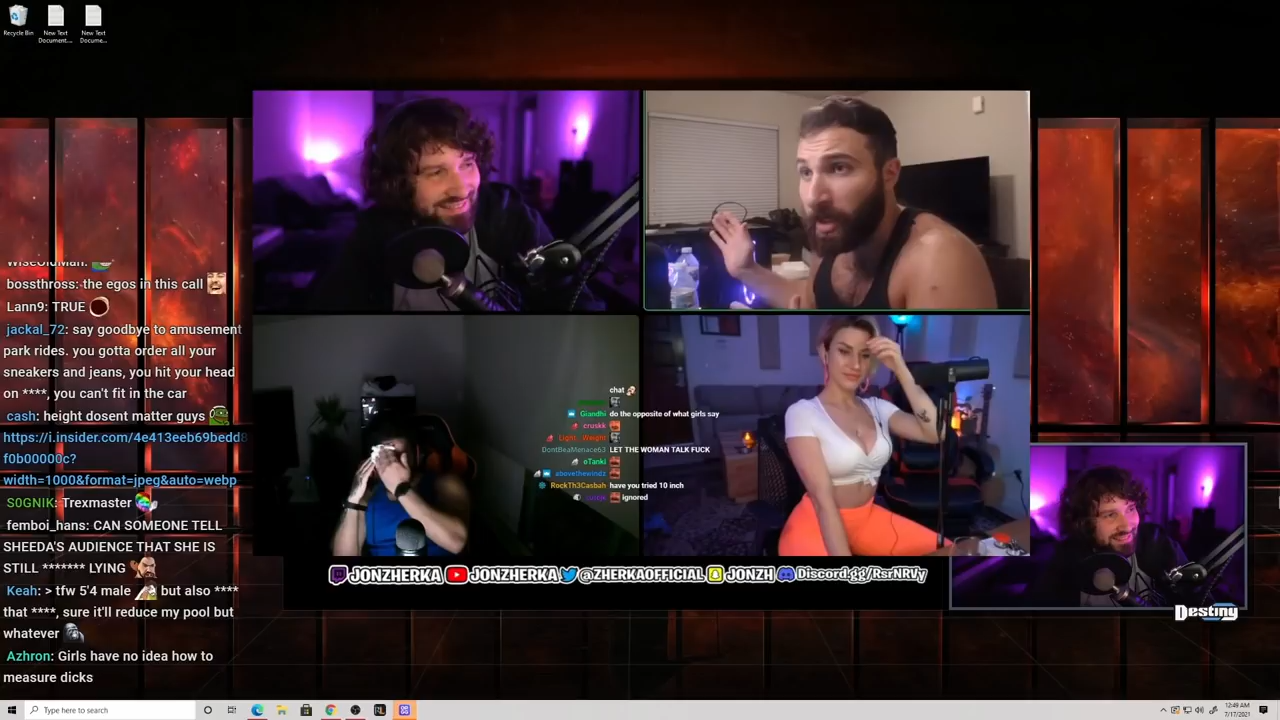 Recycle Bin
New Text
Document...
New Text
Docume...
WiseOldMan:
bossthross: the egos in this call
Lann9: TRUE
jackal_72: say goodbye to amusement
park rides. you gotta order all your
sneakers and jeans, you hit your head
on ****, you can't fit in the car
cash: height dosent matter guys
https://i.insider.com/4e413eeb69bedd8
f0b00000c?
width=1000&format=jpeg&auto=webp
S0GNIK: Trexmaster
femboi_hans: CAN SOMEONE TELL
SHEEDA'S AUDIENCE THAT SHE IS
STILL ******* LYING
Keah: > tfw 5'4 male but also ****
that ****, sure it'll reduce my pool but
whatever
Azhron: Girls have no idea how to
measure dicks
chat
Giandhi do the opposite of what girls say
cruskk
Light_Weight
DontBeaMenace63 LET THE WOMAN TALK FUCK
oTanki
abovethewindz
RockTh3Casbah have you tried 10 inch
ignored
JONZHERKA JONZHERKA @ZHERKAOFFICIAL JONZH Discord.gg/RsrNRVy
Destiny
Type here to search
12:49 AM
7/17/2021